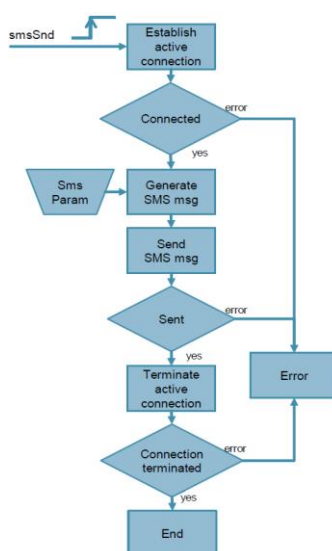 smsSnd
Establish
active
connection
Connected
error
yes
Sms
Param
Generate
SMS msg
Send
SMS msg
Sent
error
yes
Terminate
active
connection
Error
Connection
terminated
error
yes
End